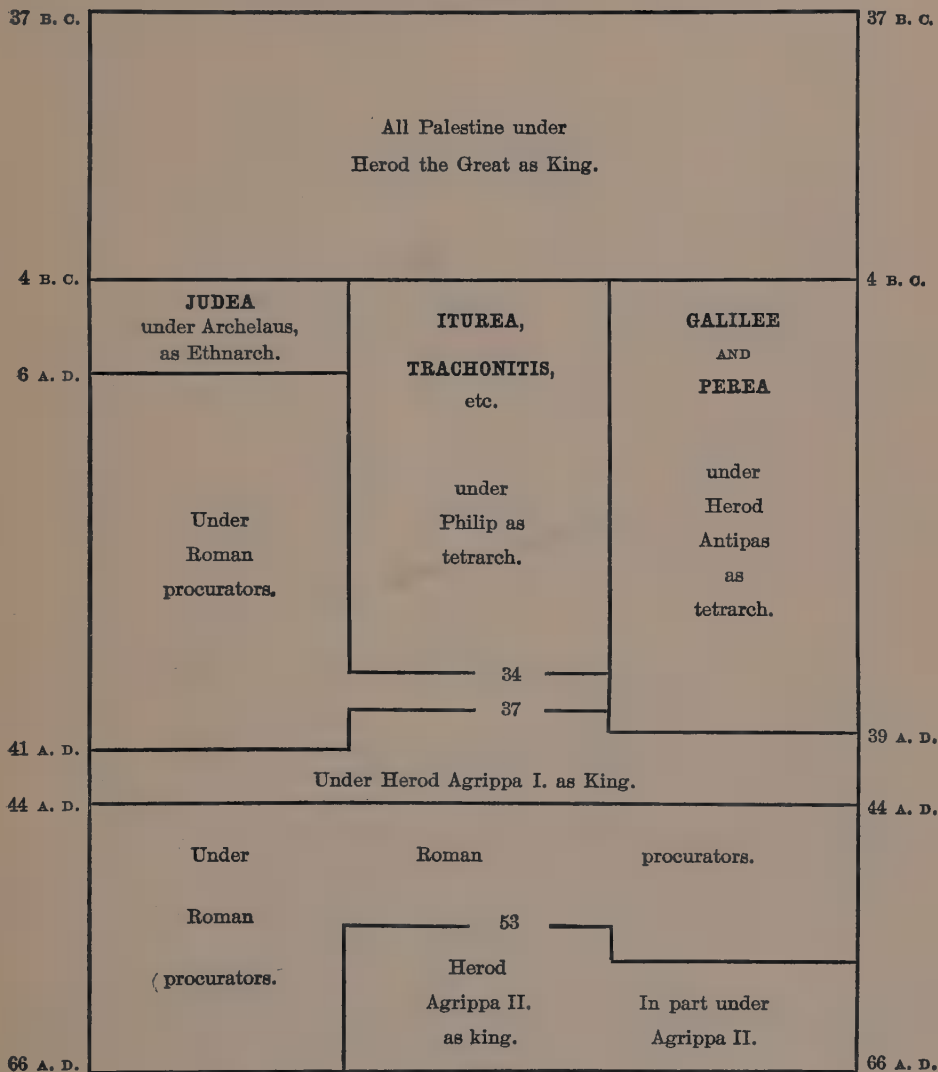 37 B. C.
37 B. C.
All Palestine under
Herod the Great as King.
4 B. C.
4 B. C.
JUDEA
under Archelaus,
as Ethnarch.
6 A. D.
Under
Roman
procurators.
41 A. D.
ITUREA,
TRACHONITIS,
etc.
under
Philip as
tetrarch.
34
37
GALILEE
AND
PEREA
under
Herod
Antipas
as
tetrarch.
39 A. D.
Under Herod Agrippa I. as King.
44 A. D.
44 A. D.
Under Roman procurators.
Roman
procurators.
53
Herod
Agrippa II.
as king.
In part under
Agrippa II.
66 A. D.
66 A. D.